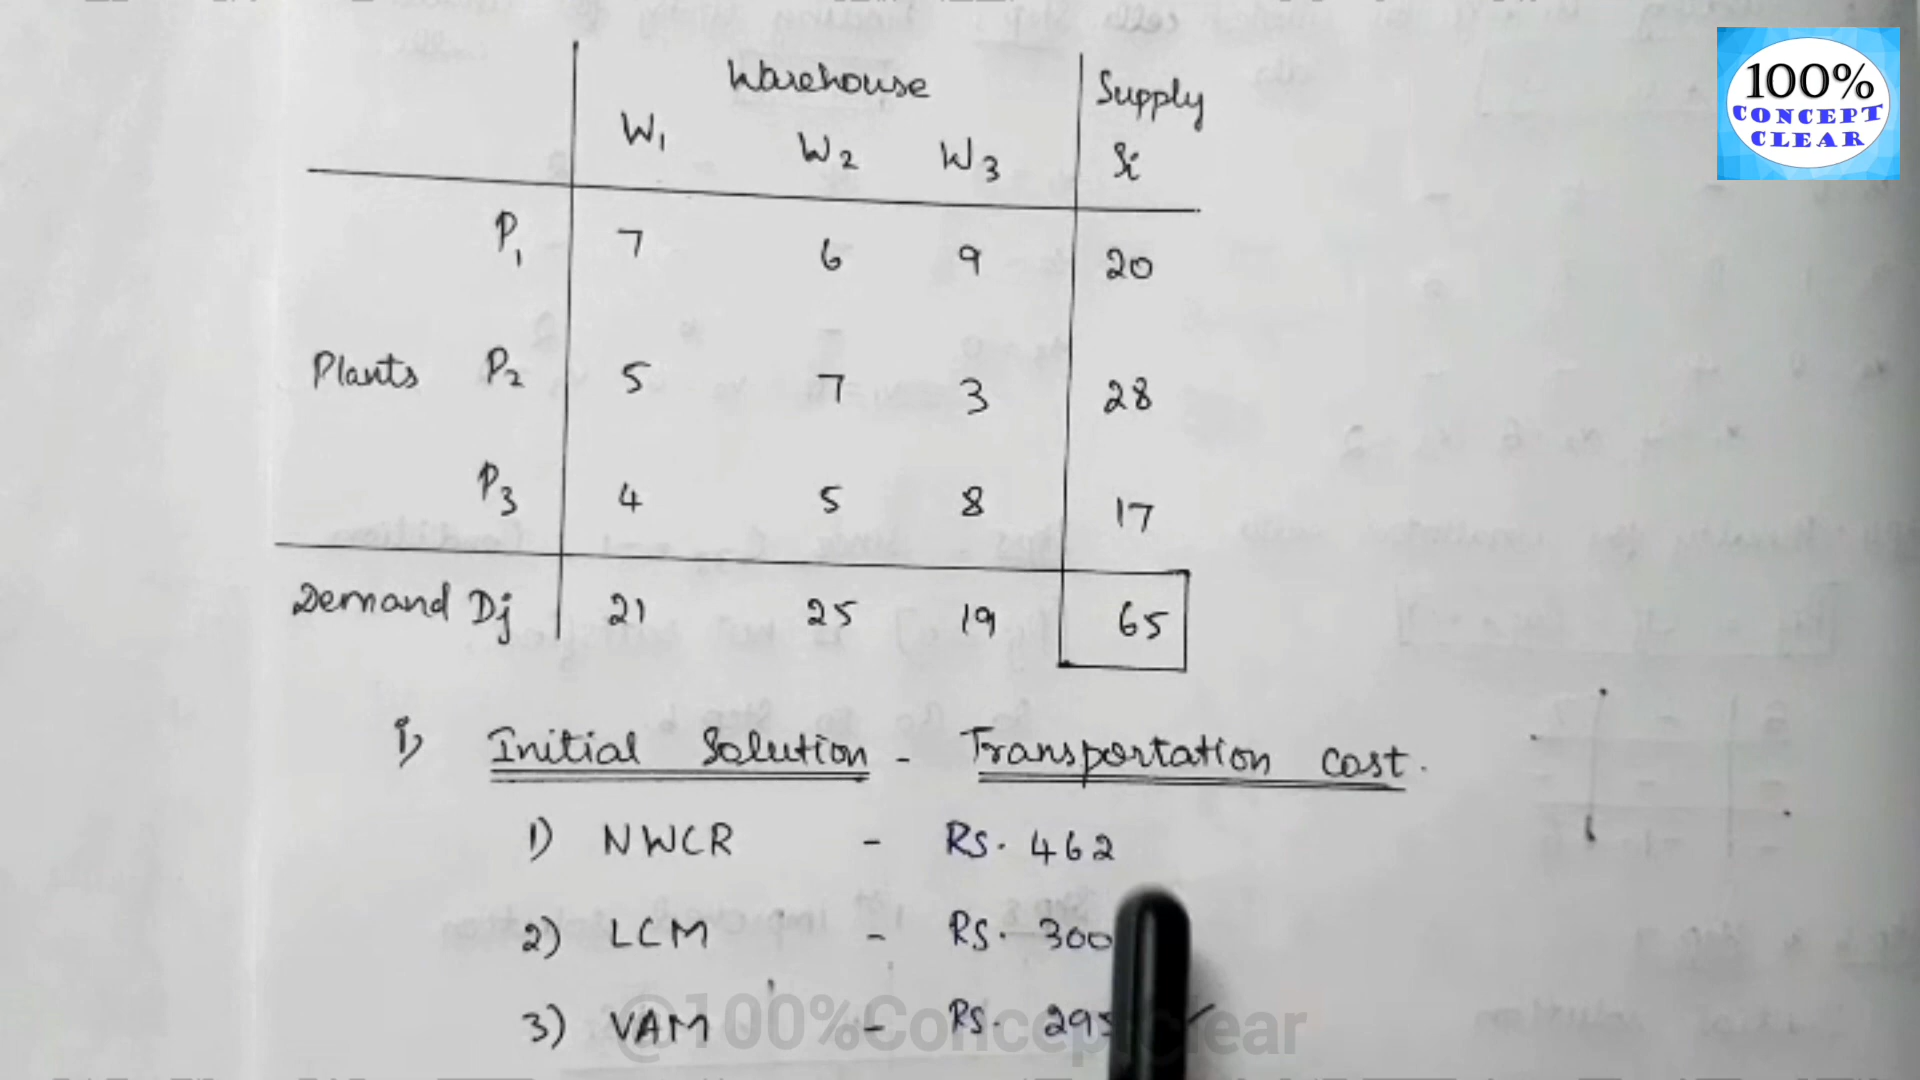 100%
CONCEPT
CLEAR
Warehouse
Supply
W1 W2 W3 Si
P1 7 6 9 20
Plants P2 5 7 3 28
P3 4 5 8 17
Demand Dj 21 25 19 65
i) Initial Solution - Transportation Cost.
1) NWCR - Rs. 462
2) LCM - Rs. 300
3) VAM - Rs.
@100%ConceptClear